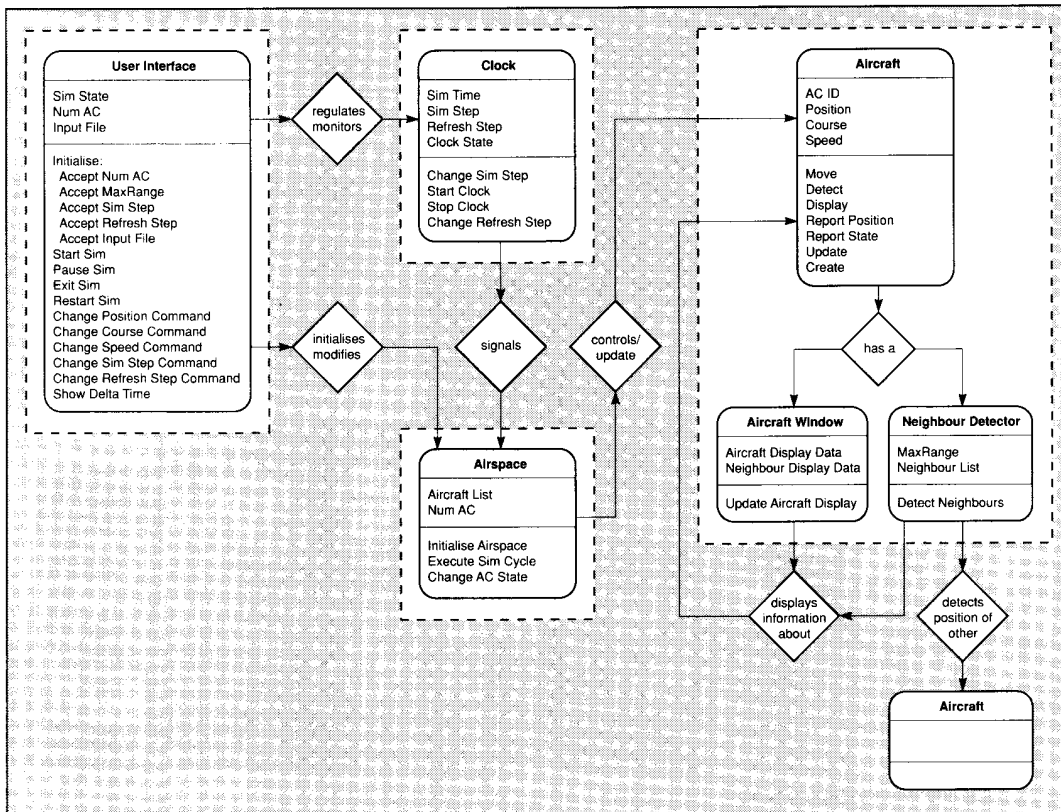 User Interface
Sim State
Num AC
Input File
Initialise:
Accept Num AC
Accept MaxRange
Accept Sim Step
Accept Refresh Step
Accept Input File
Start Sim
Pause Sim
Exit Sim
Restart Sim
Change Position Command
Change Course Command
Change Speed Command
Change Sim Step Command
Change Refresh Step Command
Show Delta Time
regulates
monitors
initialises
modifies
Clock
Sim Time
Sim Step
Refresh Step
Clock State
Change Sim Step
Start Clock
Stop Clock
Change Refresh Step
signals
Airspace
Aircraft List
Num AC
Initialise Airspace
Execute Sim Cycle
Change AC State
controls/
update
Aircraft
AC ID
Position
Course
Speed
Move
Detect
Display
Report Position
Report State
Update
Create
has a
Aircraft Window
Aircraft Display Data
Neighbour Display Data
Update Aircraft Display
Neighbour Detector
MaxRange
Neighbour List
Detect Neighbours
displays
information
about
detects
position of
other
Aircraft